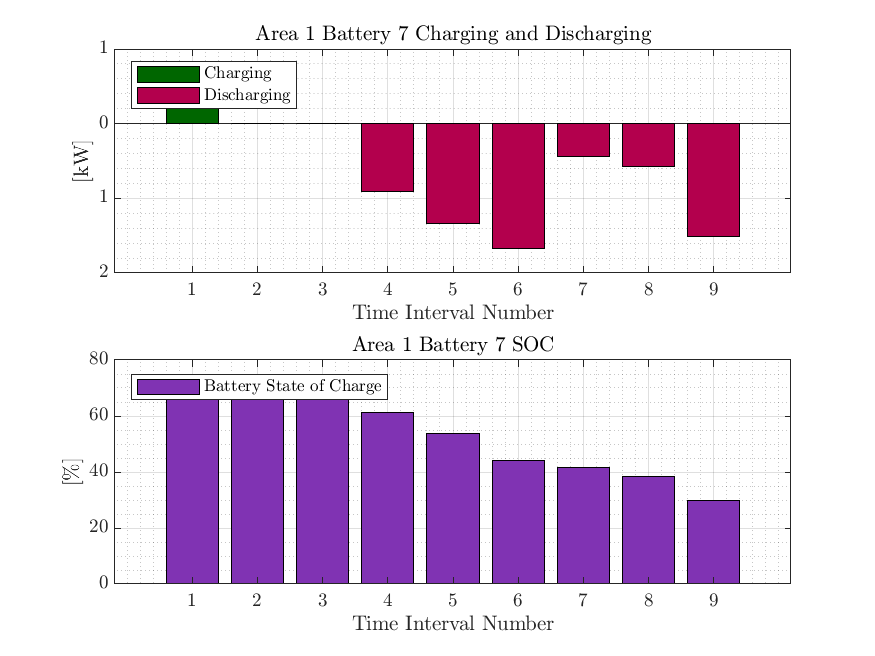 Area 1 Battery 7 Charging and Discharging
1
Charging
Discharging
0
[kW]
1
2
1 2 3 4 5 6 7 8 9
Time Interval Number
Area 1 Battery 7 SOC
80
Battery State of Charge
60
[%]
40
20
0
1 2 3 4 5 6 7 8 9
Time Interval Number